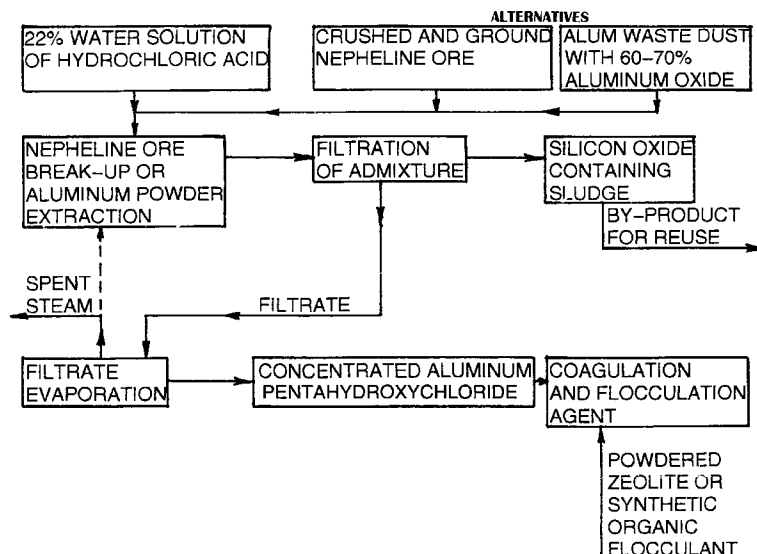 ALTERNATIVES
22% WATER SOLUTION
OF HYDROCHLORIC ACID
CRUSHED AND GROUND
NEPHELINE ORE
ALUM WASTE DUST
WITH 60-70%
ALUMINUM OXIDE
NEPHELINE ORE
BREAK-UP OR
ALUMINUM POWDER
EXTRACTION
FILTRATION
OF ADMIXTURE
SILICON OXIDE
CONTAINING
SLUDGE
BY-PRODUCT
FOR REUSE
SPENT
STEAM
FILTRATE
FILTRATE
EVAPORATION
CONCENTRATED ALUMINUM
PENTAHYDROXYCHLORIDE
COAGULATION
AND FLOCCULATION
AGENT
POWDERED
ZEOLITE OR
SYNTHETIC
ORGANIC
FLOCCULANT